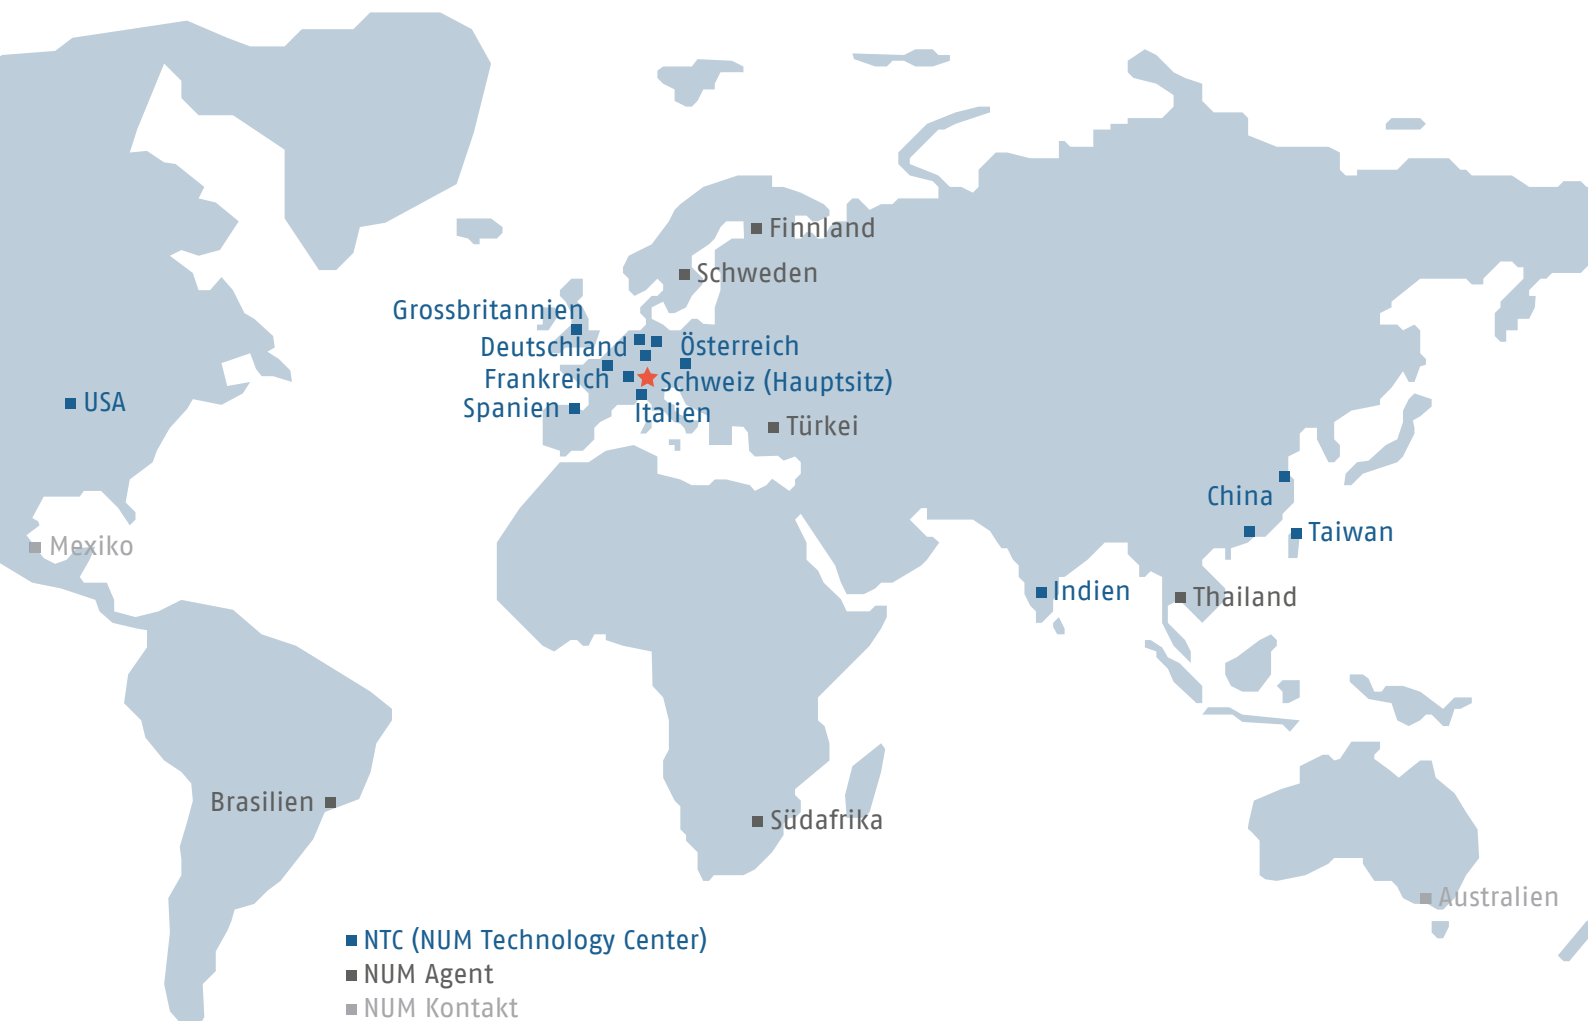 Finnland
Schweden
Grossbritannien
Deutschland
Österreich
Frankreich
Schweiz (Hauptsitz)
USA
Spanien
Italien
Türkei
China
Taiwan
Mexiko
Indien
Thailand
Brasilien
Südafrika
Australien
NTC (NUM Technology Center)
NUM Agent
NUM Kontakt